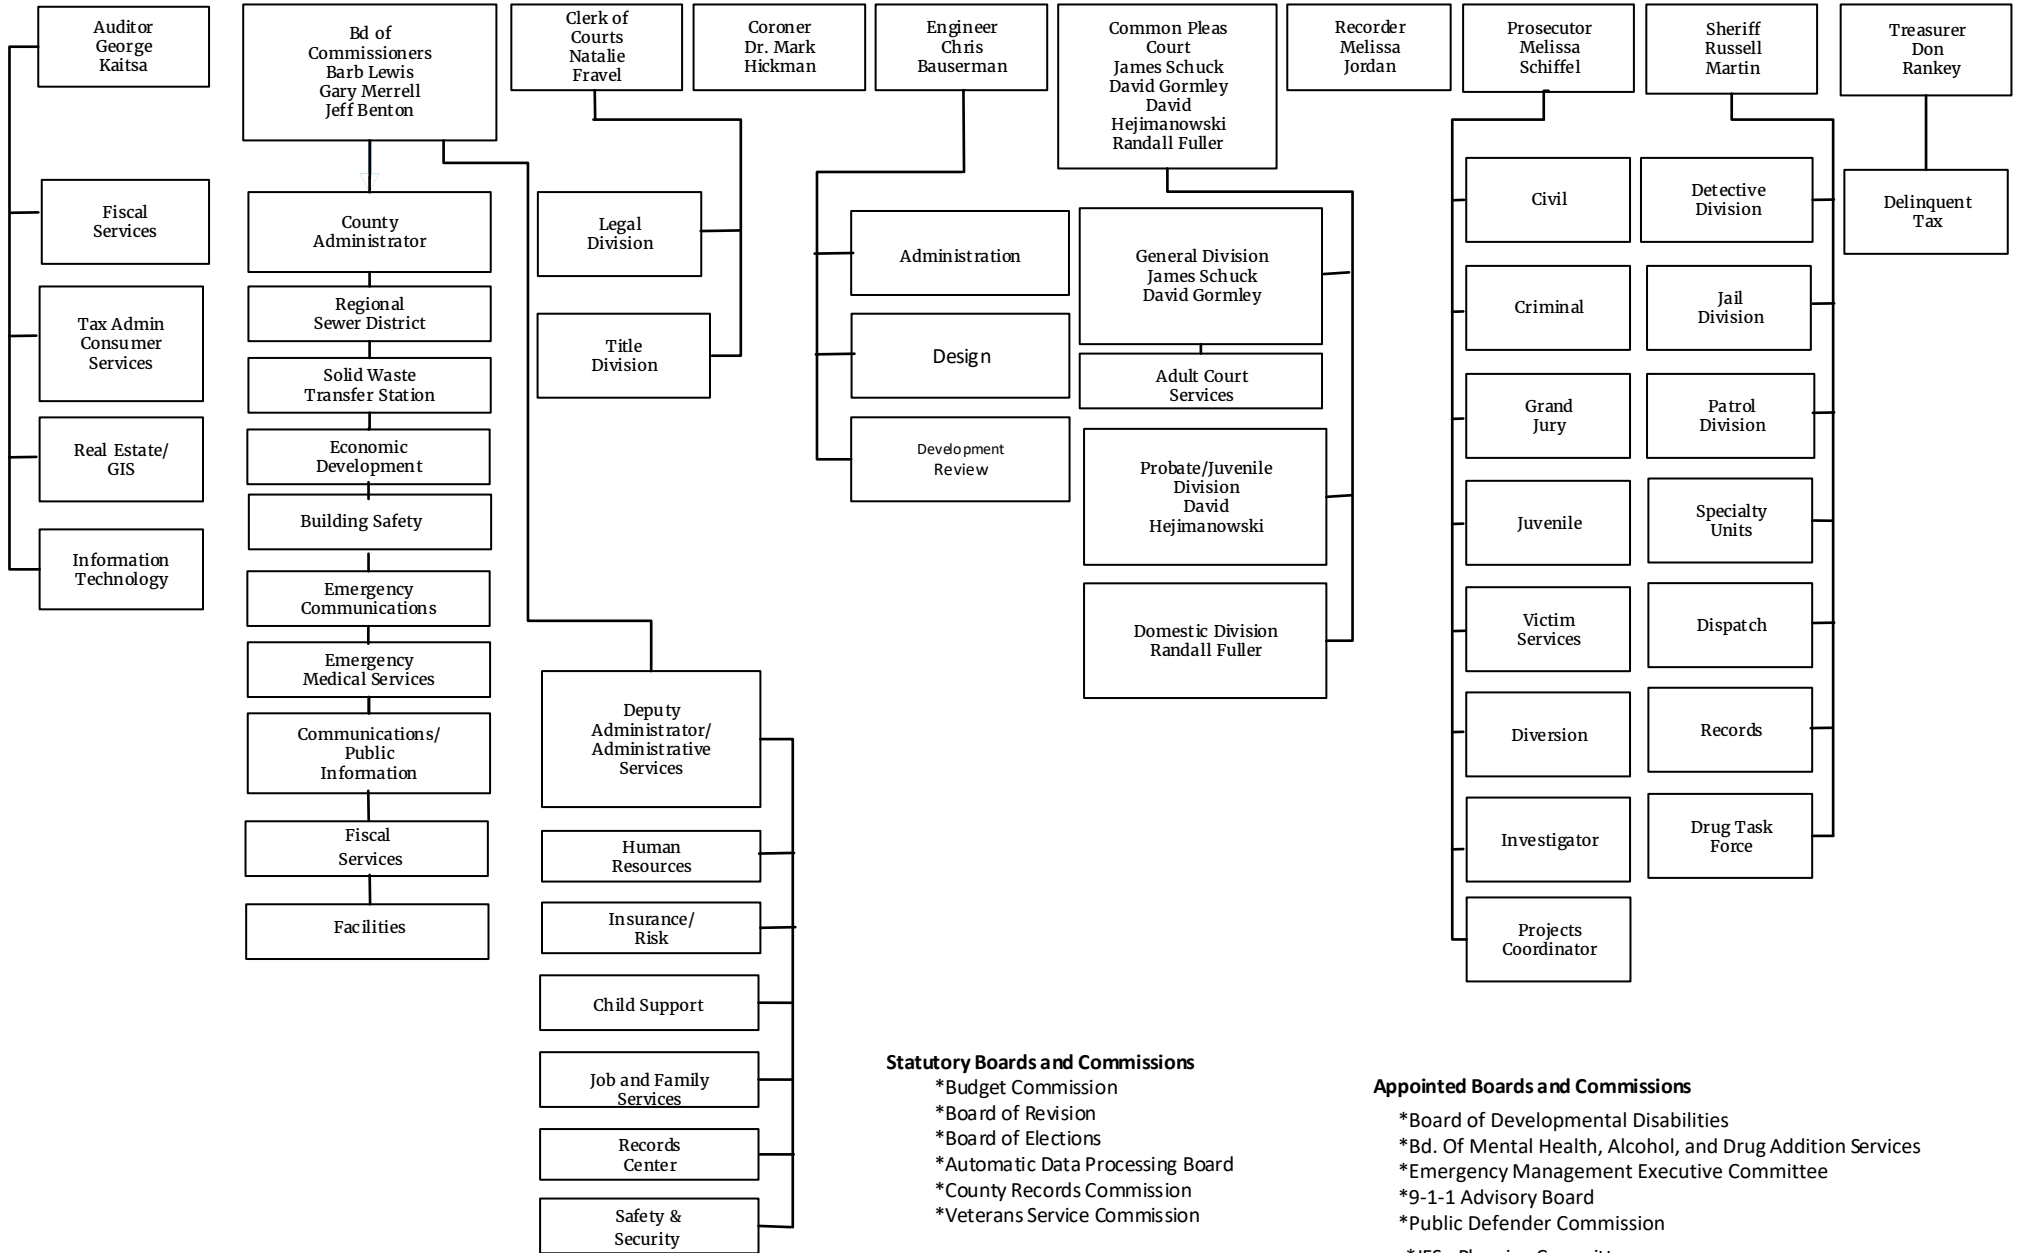 Auditor
George
Kaitsa
Fiscal
Services
Tax Admin
Consumer
Services
Real Estate/
GIS
Information
Technology
Bd of
Commissioners
Barb Lewis
Gary Merrell
Jeff Benton
County
Administrator
Regional
Sewer District
Solid Waste
Transfer Station
Economic
Development
Building Safety
Emergency
Communications
Emergency
Medical Services
Communications/
Public
Information
Fiscal
Services
Facilities
Deputy
Administrator/
Administrative
Services
Human
Resources
Insurance/
Risk
Child Support
Job and Family
Services
Records
Center
Safety &
Security
Clerk of
Courts
Natalie
Fravel
Legal
Division
Title
Division
Coroner
Dr. Mark
Hickman
Engineer
Chris
Bauserman
Administration
Design
Development
Review
Common Pleas
Court
James Schuck
David Gormley
David
Hejimanowski
Randall Fuller
General Division
James Schuck
David Gormley
Adult Court
Services
Probate/Juvenile
Division
David
Hejimanowski
Domestic Division
Randall Fuller
Recorder
Melissa
Jordan
Prosecutor
Melissa
Schiffel
Civil
Criminal
Grand
Jury
Juvenile
Victim
Services
Diversion
Investigator
Projects
Coordinator
Sheriff
Russell
Martin
Detective
Division
Jail
Division
Patrol
Division
Specialty
Units
Dispatch
Records
Drug Task
Force
Treasurer
Don
Rankey
Delinquent
Tax
Statutory Boards and Commissions
*Budget Commission
*Board of Revision
*Board of Elections
*Automatic Data Processing Board
*County Records Commission
*Veterans Service Commission
Appointed Boards and Commissions
*Board of Developmental Disabilities
*Bd. Of Mental Health, Alcohol, and Drug Addition Services
*Emergency Management Executive Committee
*9-1-1 Advisory Board
*Public Defender Commission